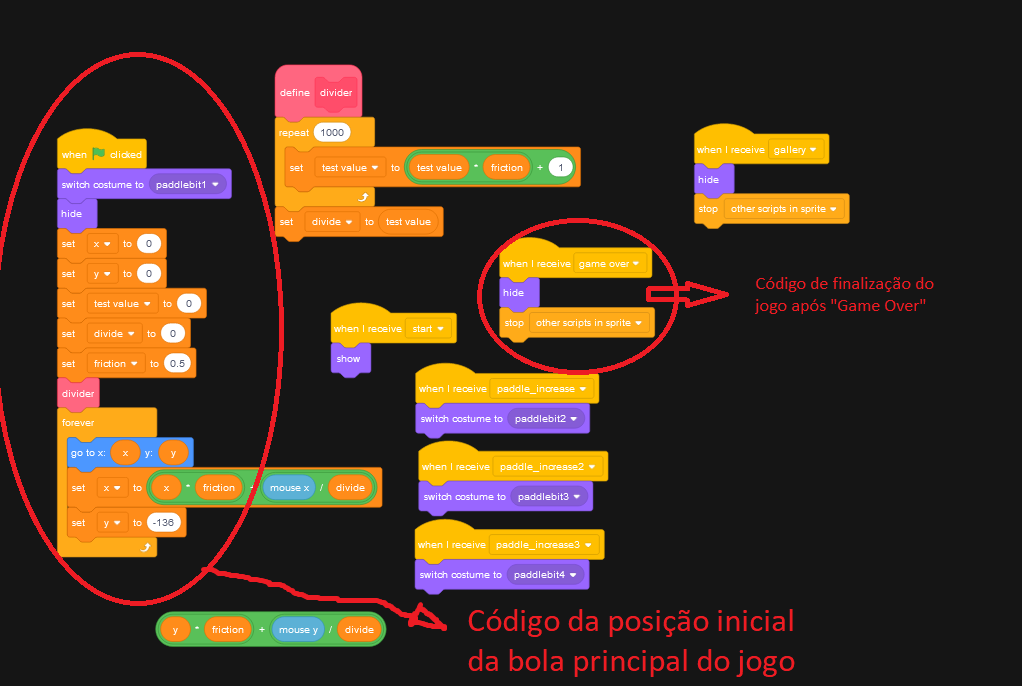 when clicked
switch costume to paddlebit1
hide
set x to 0
set y to 0
set test value to 0
set divide to 0
set friction to 0.5
divider
forever
go to x: x y: y
set x to x * friction + mouse x / divide
set y to -136
define divider
repeat 1000
set test value to test value * friction + 1
set divide to test value
when I receive gallery
hide
stop other scripts in sprite
when I receive game over
hide
stop other scripts in sprite
Código de finalização do
jogo após "Game Over"
when I receive start
show
when I receive paddle_increase
switch costume to paddlebit2
when I receive paddle_increase2
switch costume to paddlebit3
when I receive paddle_increase3
switch costume to paddlebit4
y * friction + mouse y / divide
Código da posição inicial
da bola principal do jogo